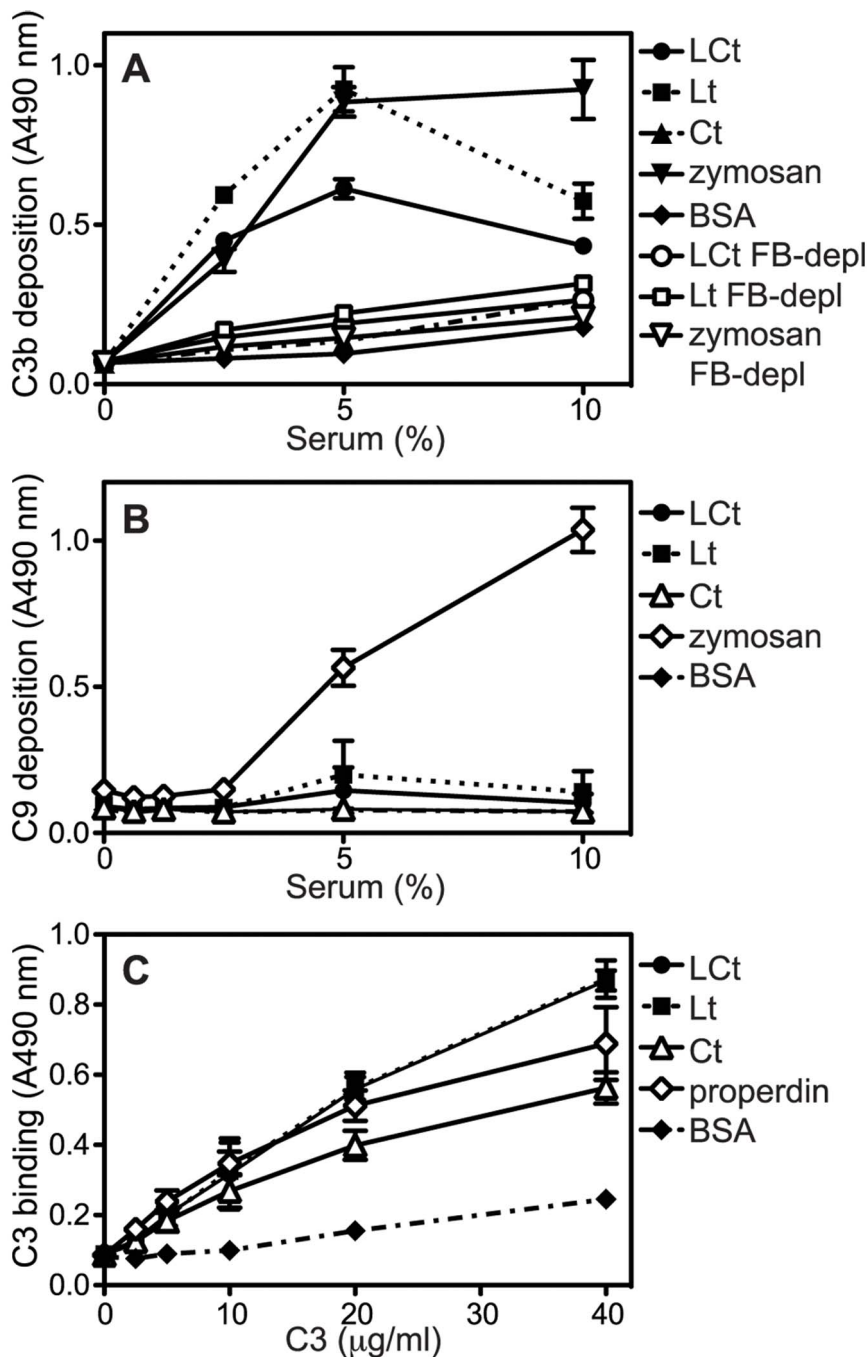 A
C3b deposition (A490 nm)
1.0
0.5
0.0
0
5
10
Serum (%)
LCt
Lt
Ct
zymosan
BSA
LCt FB-depl
Lt FB-depl
zymosan
FB-depl
B
C9 deposition (A490 nm)
1.0
0.5
0.0
0
5
10
Serum (%)
LCt
Lt
Ct
zymosan
BSA
C
C3 binding (A490 nm)
1.0
0.8
0.6
0.4
0.2
0.0
0
10
20
30
40
C3 (μg/ml)
LCt
Lt
Ct
properdin
BSA